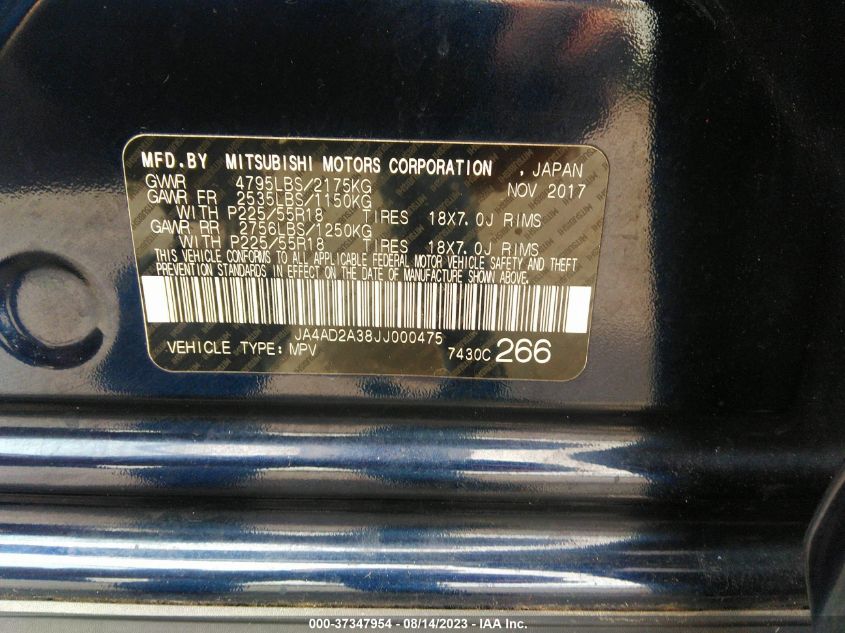 MFD.BY MITSUBISHI MOTORS CORPORATION , JAPAN
GVWR 4795LBS/2175KG NOV 2017
GAWR FR 2535LBS/1150KG
WITH P225/55R18 TIRES 18X7.0J RIMS
GAWR RR 2756LBS/1250KG
WITH P225/55R18 TIRES 18X7.0J RIMS
THIS VEHICLE CONFORMS TO ALL APPLICABLE FEDERAL MOTOR VEHICLE SAFETY AND THEFT
PREVENTION STANDARDS IN EFFECT ON THE DATE OF MANUFACTURE SHOWN ABOVE.
JA4AD2A38JJ000475
VEHICLE TYPE: MPV 7430C 266
000-37347954 - 08/14/2023 - IAA Inc.